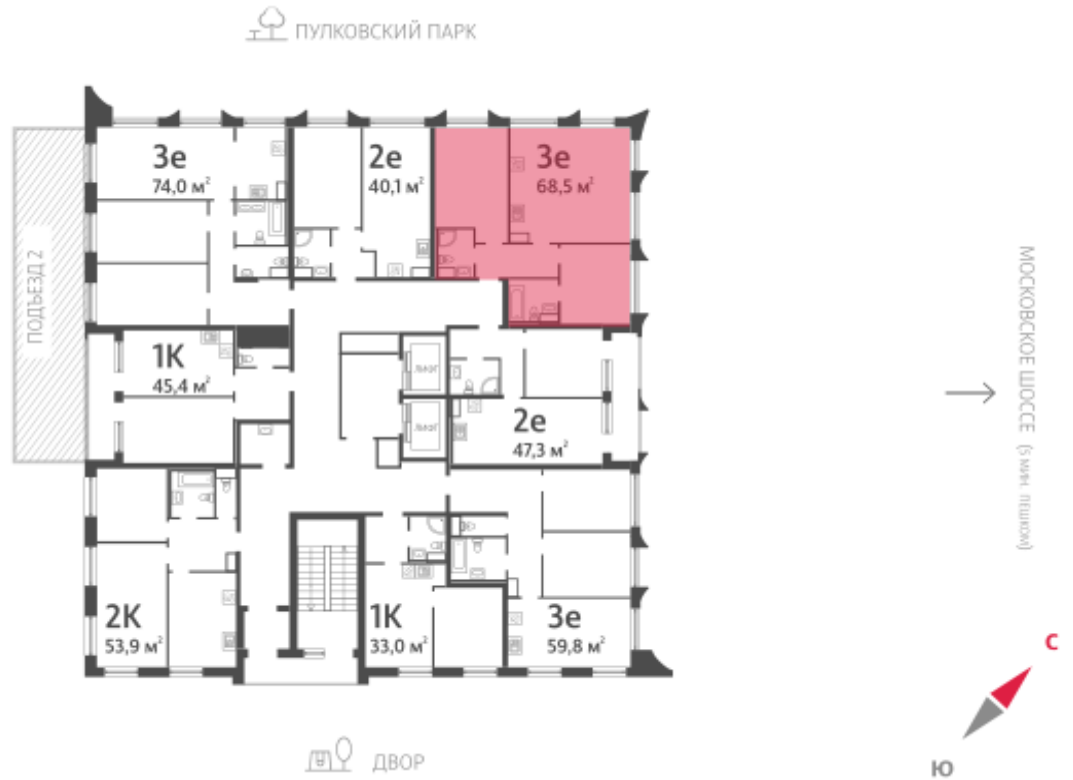 ПУЛКОВСКИЙ ПАРК
3е
74,0 м²
2е
40,1 м²
3е
68,5 м²
ПОДЪЕЗД 2
1К
45,4 м²
ЛИФТ
ЛИФТ
2е
47,3 м²
МОСКОВСКОЕ ШОССЕ (5 МИН. ПЕШКОМ)
2К
53,9 м²
1К
33,0 м²
3е
59,8 м²
С
Ю
ДВОР